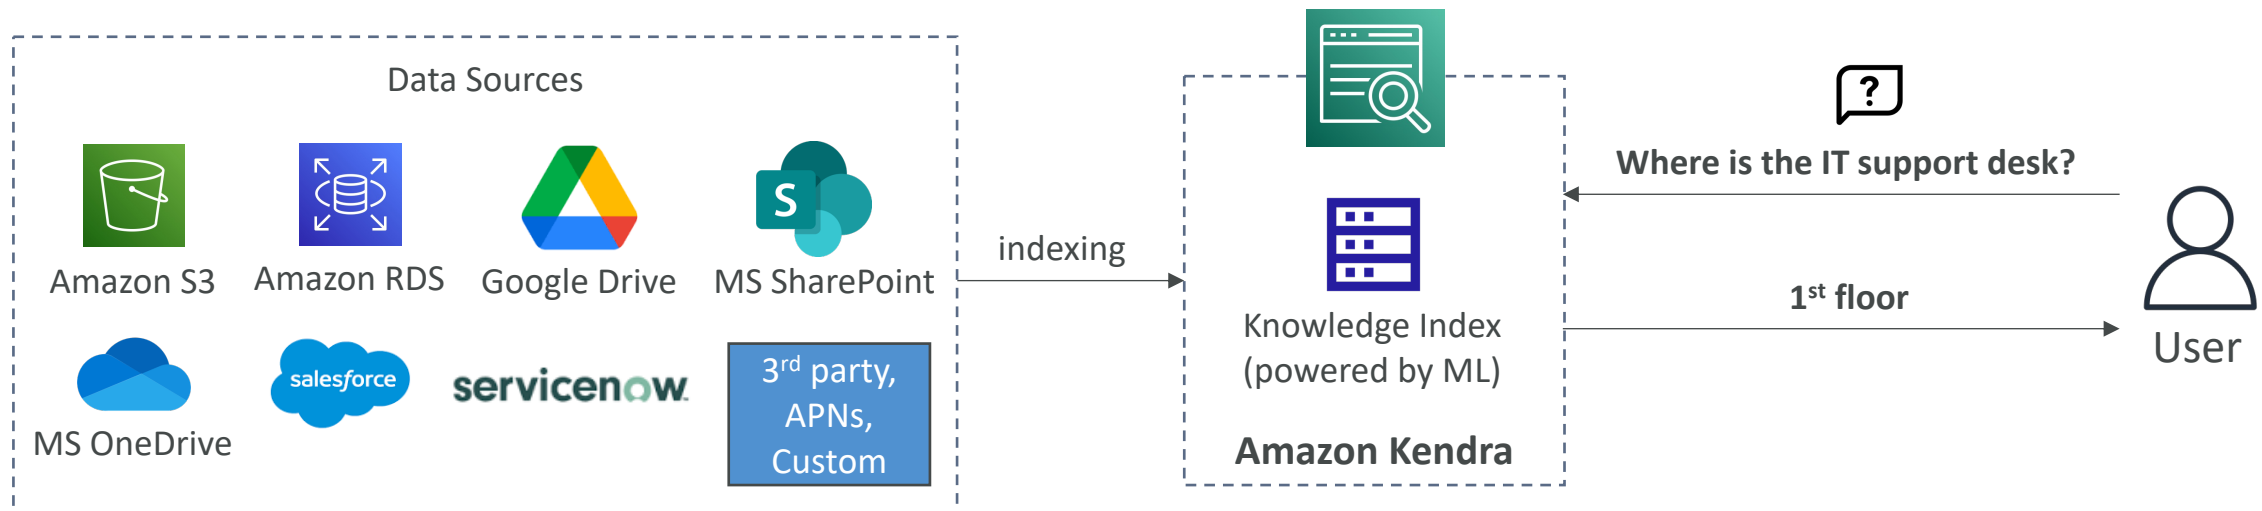 Data Sources
Amazon S3
Amazon RDS
Google Drive
S
MS SharePoint
MS OneDrive
salesforce
servicenow
3rd party,
APNs,
Custom
indexing
Knowledge Index
(powered by ML)
Amazon Kendra
?
Where is the IT support desk?
1st floor
User